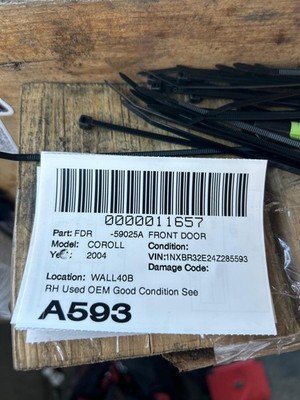 0000011657
Part: FDR -59025A FRONT DOOR
Model: COROLL Condition:
Year: 2004 VIN:1NXBR32E24Z285593
Damage Code:
Location: WALL40B
RH Used OEM Good Condition See
A593